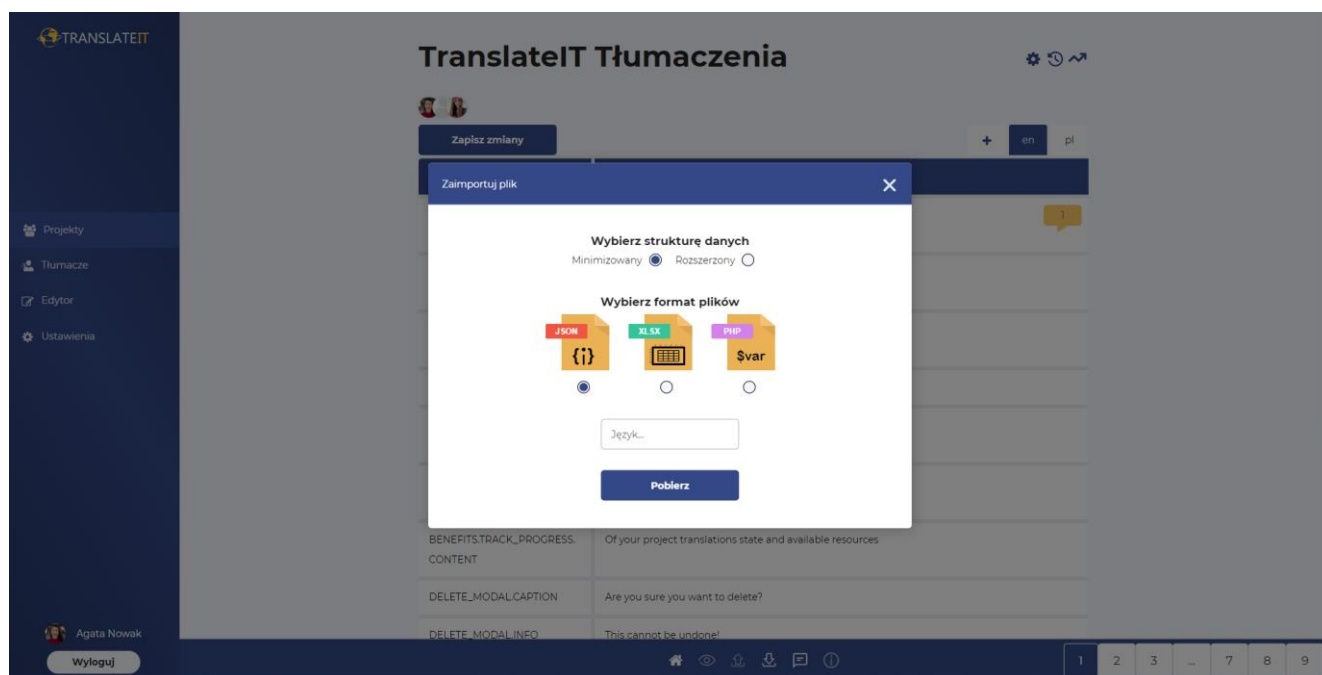 TRANSLATEIT
TranslateIT Tłumaczenia
Zapisz zmiany
+ en pl
Zaimportuj plik
1
Projekty
Tłumacze
Edytor
Ustawienia
Wybierz strukturę danych
Minimizowany Rozszerzony
Wybierz format plików
JSON XLSX PHP
{i} $var
Język...
Pobierz
BENEFITS.TRACK_PROGRESS. Of your project translations state and available resources
CONTENT
DELETE_MODAL.CAPTION Are you sure you want to delete?
DELETE_MODAL.INFO This cannot be undone!
Agata Nowak
Wyloguj
1 2 3 ... 7 8 9